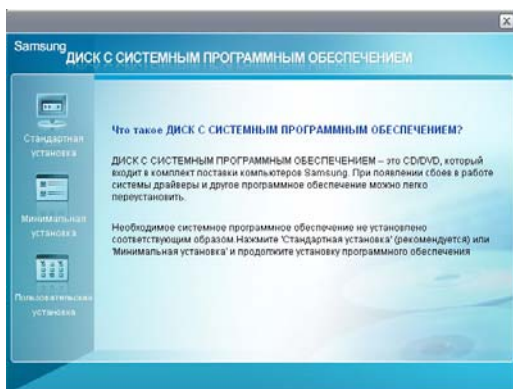 Samsung ДИСК С СИСТЕМНЫМ ПРОГРАММНЫМ ОБЕСПЕЧЕНИЕМ
Стандартная
установка
Минимальная
установка
Пользовательская
установка
Что такое ДИСК С СИСТЕМНЫМ ПРОГРАММНЫМ ОБЕСПЕЧЕНИЕМ?
ДИСК С СИСТЕМНЫМ ПРОГРАММНЫМ ОБЕСПЕЧЕНИЕМ – это CD/DVD, который
входит в комплект поставки компьютеров Samsung. При появлении сбоев в работе
системы драйверы и другое программное обеспечение можно легко
переустановить.
Необходимое системное программное обеспечение не установлено
соответствующим образом.Нажмите 'Стандартная установка' (рекомендуется) или
'Минимальная установка' и продолжите установку программного обеспечения